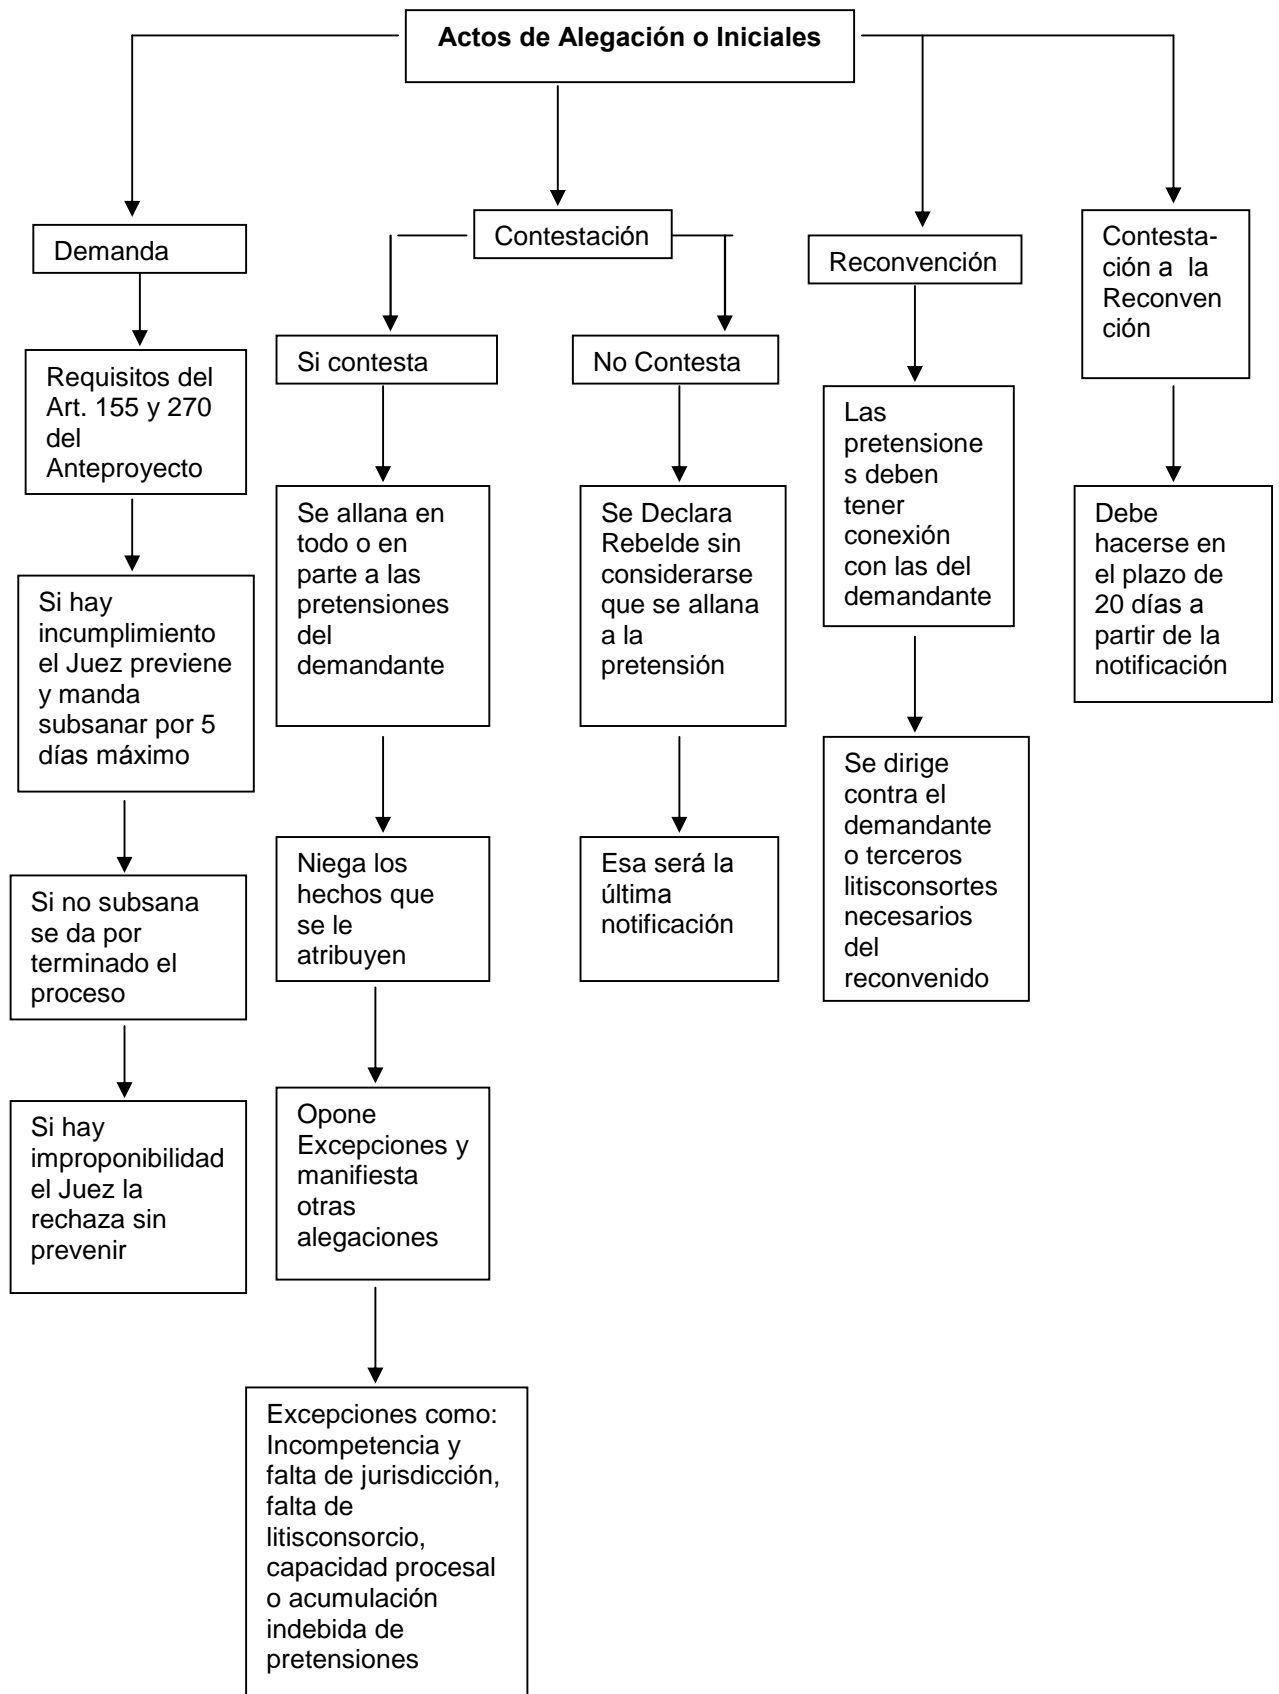 Actos de Alegación o Iniciales
Demanda
Requisitos del
Art. 155 y 270
del
Anteproyecto
Si hay
incumplimiento
el Juez previene
y manda
subsanar por 5
días máximo
Si no subsana
se da por
terminado el
proceso
Si hay
improponibilidad
el Juez la
rechaza sin
prevenir
Contestación
Si contesta
Se allana en
todo o en
parte a las
pretensiones
del
demandante
Niega los
hechos que
se le
atribuyen
Opone
Excepciones y
manifiesta
otras
alegaciones
Excepciones como:
Incompetencia y
falta de jurisdicción,
falta de
litisconsorcio,
capacidad procesal
o acumulación
indebida de
pretensiones
No Contesta
Se Declara
Rebelde sin
considerarse
que se allana
a la
pretensión
Esa será la
última
notificación
Reconvención
Las
pretensione
s deben
tener
conexión
con las del
demandante
Se dirige
contra el
demandante
o terceros
litisconsortes
necesarios
del
reconvenido
Contesta-
ción a  la
Reconven
ción
Debe
hacerse en
el plazo de
20 días a
partir de la
notificación